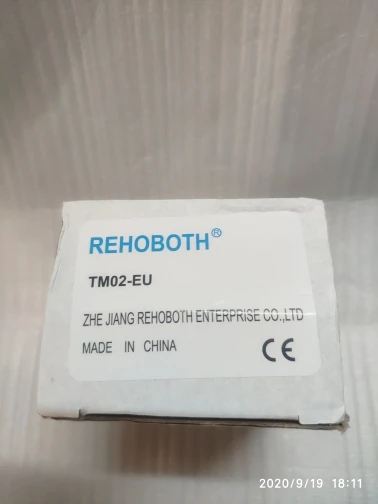 REHOBOTH®
TM02-EU
ZHE JIANG REHOBOTH ENTERPRISE CO.,LTD
MADE IN CHINA CE
2020/9/19 18:11